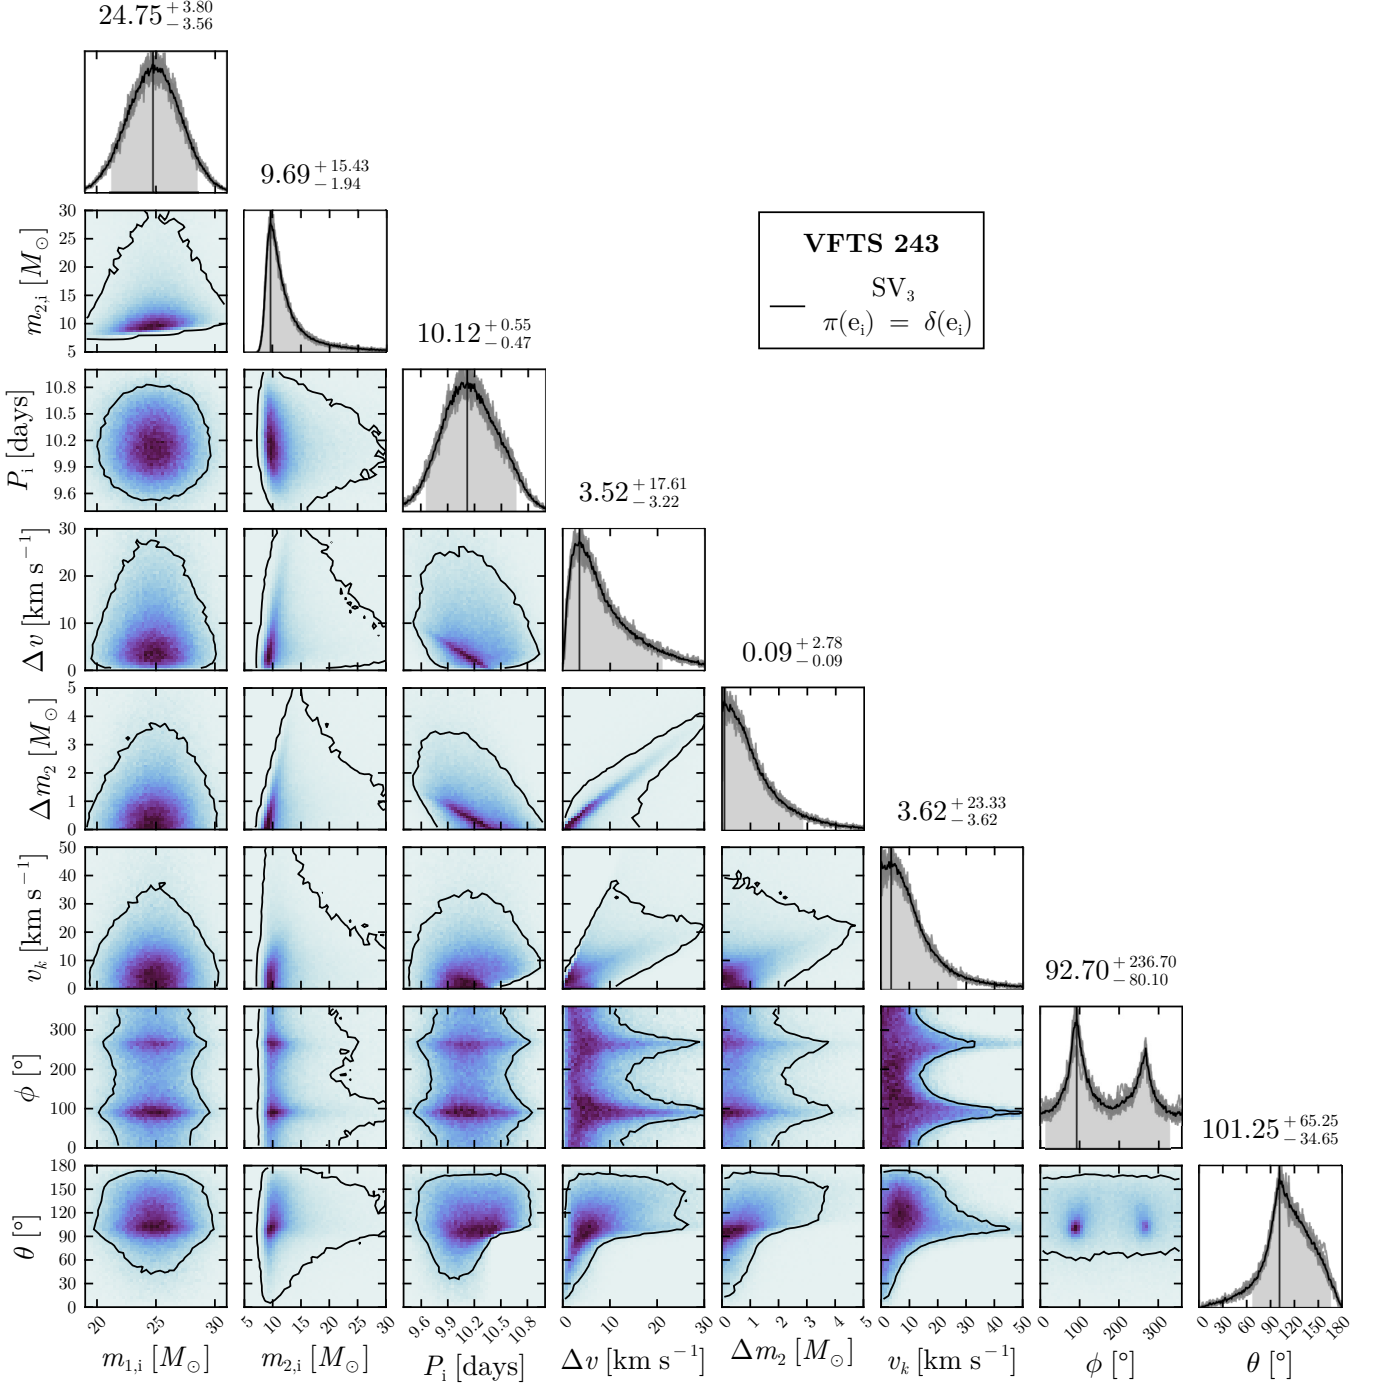 24.75 +3.80 −3.56
9.69 +15.43 −1.94
10.12 +0.55 −0.47
3.52 +17.61 −3.22
0.09 +2.78 −0.09
3.62 +23.33 −3.62
92.70 +236.70 −80.10
101.25 +65.25 −34.65
VFTS 243
SV₃
π(eᵢ) = δ(eᵢ)
m₂,ᵢ [M⊙]
30
25
20
15
10
5
Pᵢ [days]
10.8
10.5
10.2
9.9
9.6
Δv [km s⁻¹]
30
20
10
0
Δm₂ [M⊙]
5
4
3
2
1
0
vₖ [km s⁻¹]
50
40
30
20
10
0
ϕ [°]
300
200
100
0
θ [°]
180
150
120
90
60
30
0
20 25 30
5 10 15 20 25 30
9.6 9.9 10.2 10.5 10.8
0 10 20 30
0 1 2 3 4 5
0 10 20 30 40 50
0 100 200 300
0 30 60 90 120 150 180
m₁,ᵢ [M⊙]
m₂,ᵢ [M⊙]
Pᵢ [days]
Δv [km s⁻¹]
Δm₂ [M⊙]
vₖ [km s⁻¹]
ϕ [°]
θ [°]